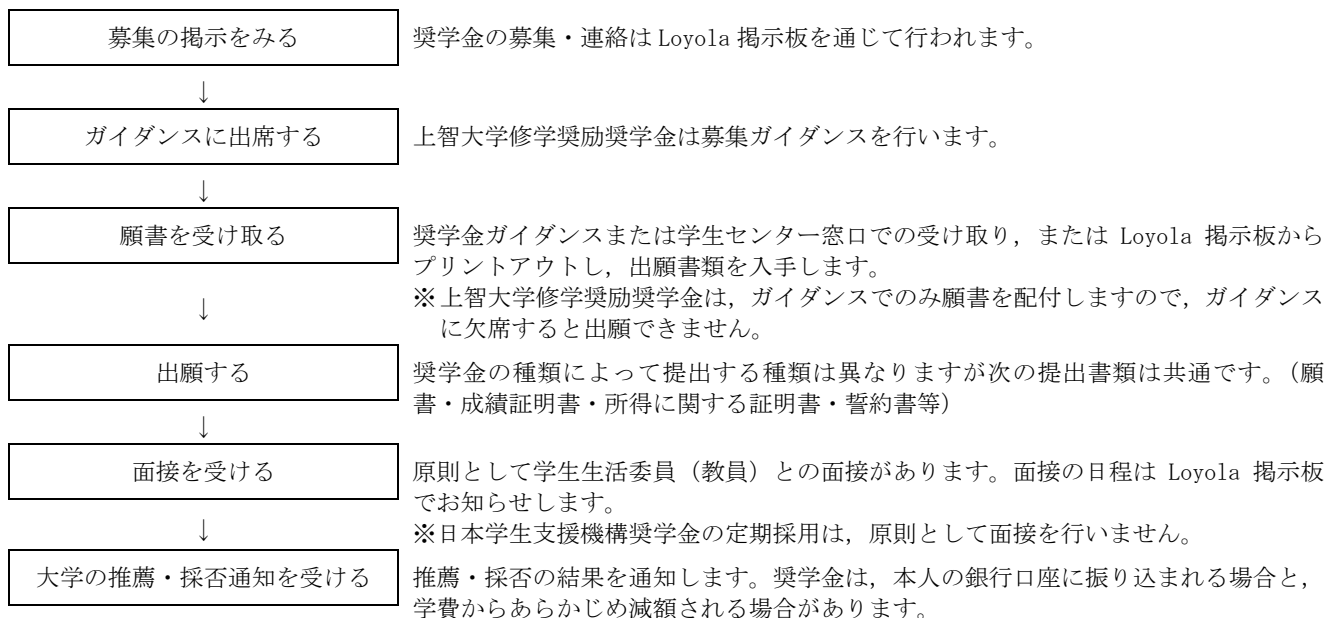 募集の掲示をみる
奨学金の募集・連絡は Loyola 掲示板を通じて行われます。
↓
ガイダンスに出席する
上智大学修学奨励奨学金は募集ガイダンスを行います。
↓
願書を受け取る
奨学金ガイダンスまたは学生センター窓口での受け取り，または Loyola 掲示板から
プリントアウトし，出願書類を入手します。
※上智大学修学奨励奨学金は，ガイダンスでのみ願書を配付しますので，ガイダンス
に欠席すると出願できません。
↓
出願する
奨学金の種類によって提出する種類は異なりますが次の提出書類は共通です。（願
書・成績証明書・所得に関する証明書・誓約書等）
↓
面接を受ける
原則として学生生活委員（教員）との面接があります。面接の日程は Loyola 掲示板
でお知らせします。
※日本学生支援機構奨学金の定期採用は，原則として面接を行いません。
↓
大学の推薦・採否通知を受ける
推薦・採否の結果を通知します。奨学金は，本人の銀行口座に振り込まれる場合と，
学費からあらかじめ減額される場合があります。